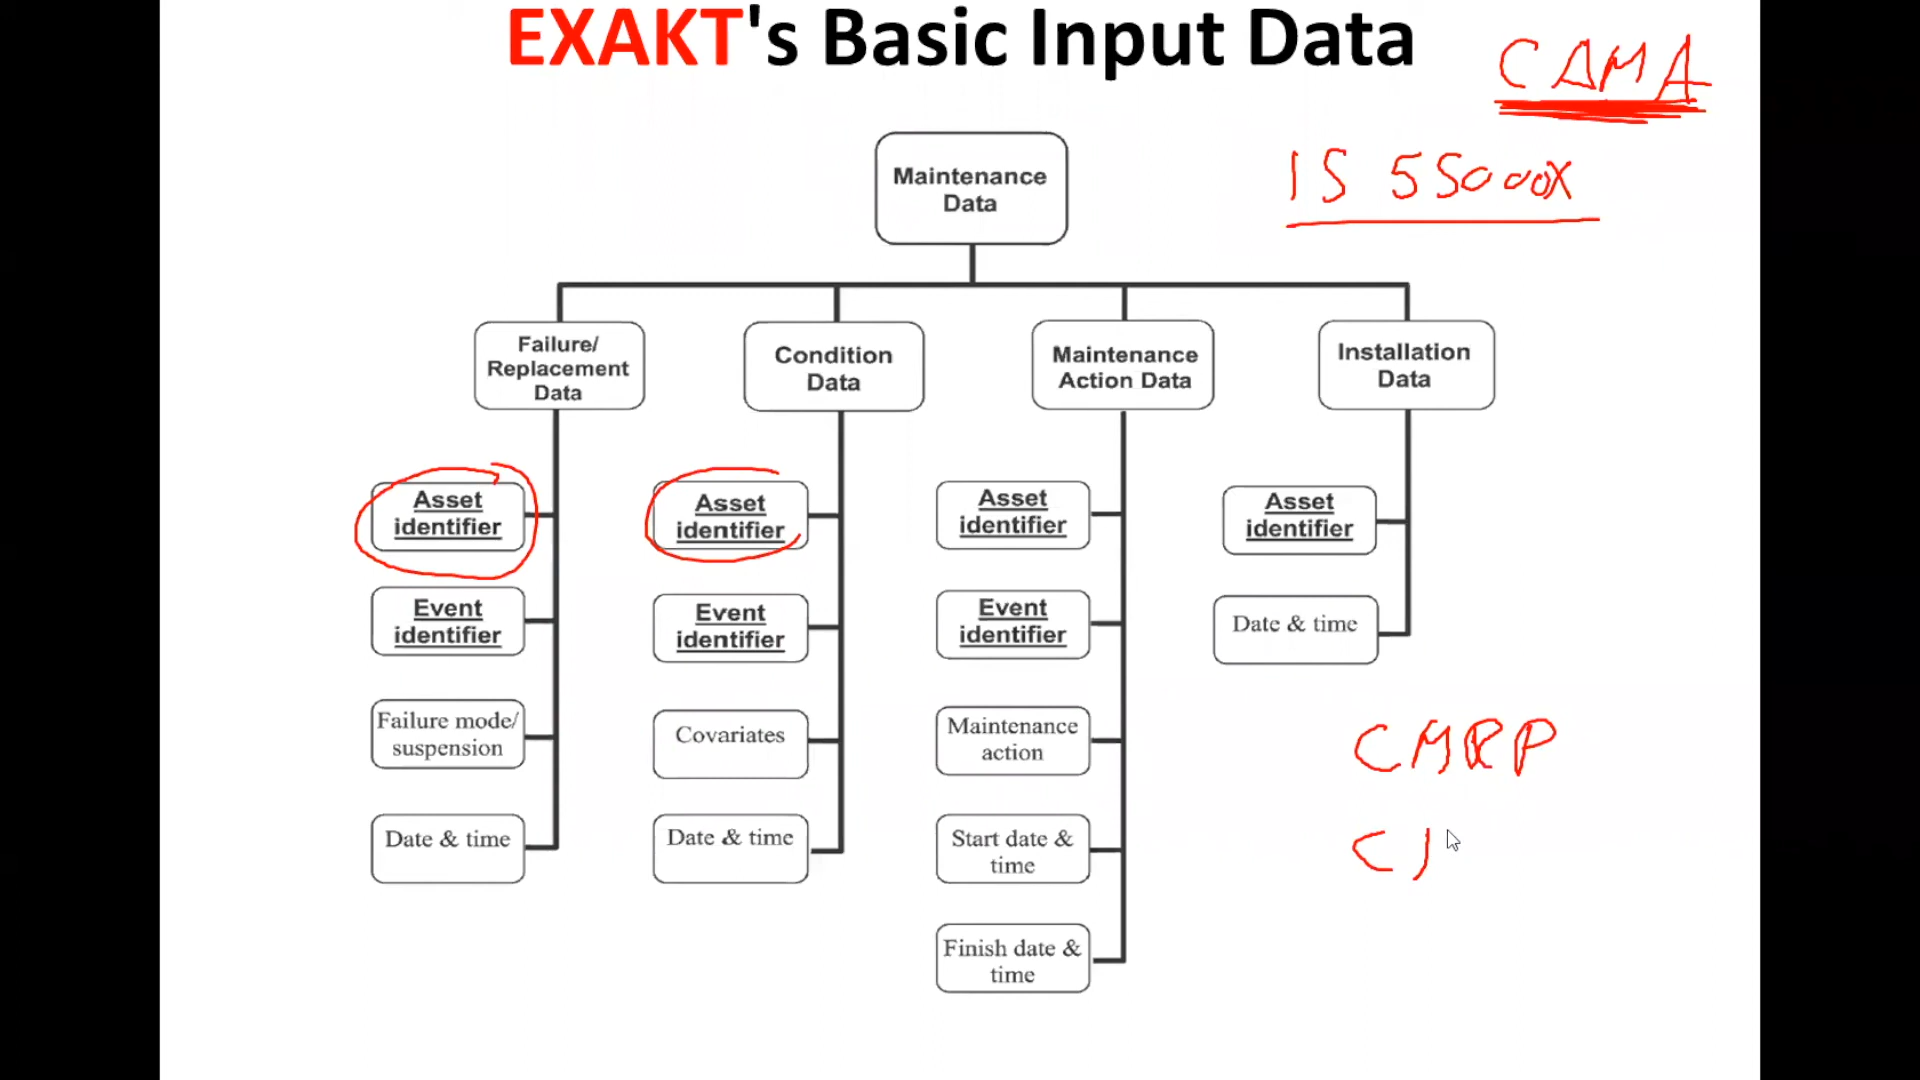 EXAKT's Basic Input Data
CAMA
IS 55000X
Maintenance
Data
Failure/
Replacement
Data
Condition
Data
Maintenance
Action Data
Installation
Data
Asset
identifier
Event
identifier
Failure mode/
suspension
Date & time
Asset
identifier
Event
identifier
Covariates
Date & time
Asset
identifier
Event
identifier
Maintenance
action
Start date &
time
Finish date &
time
Asset
identifier
Date & time
CMRP